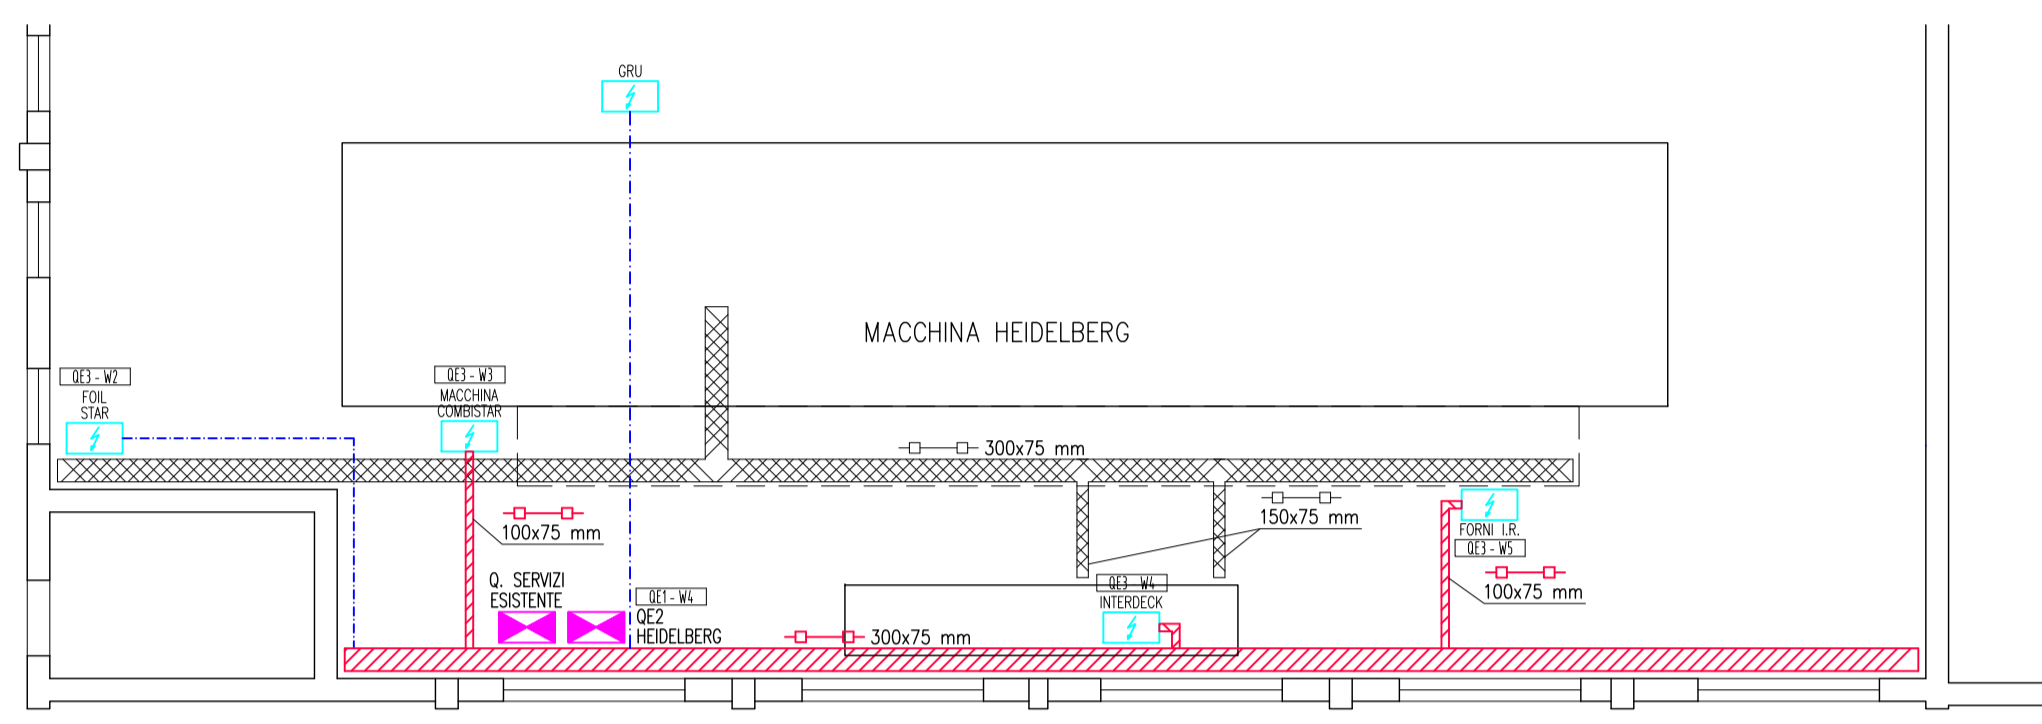 GRU
MACCHINA HEIDELBERG
QE3 - W2
FOIL
STAR
QE3 - W3
MACCHINA
COMBISTAR
300x75 mm
100x75 mm
150x75 mm
FORNI I.R.
QE3 - W5
100x75 mm
Q. SERVIZI
ESISTENTE
QE1 - W4
QE2
HEIDELBERG
300x75 mm
QE3 - W4
INTERDECK